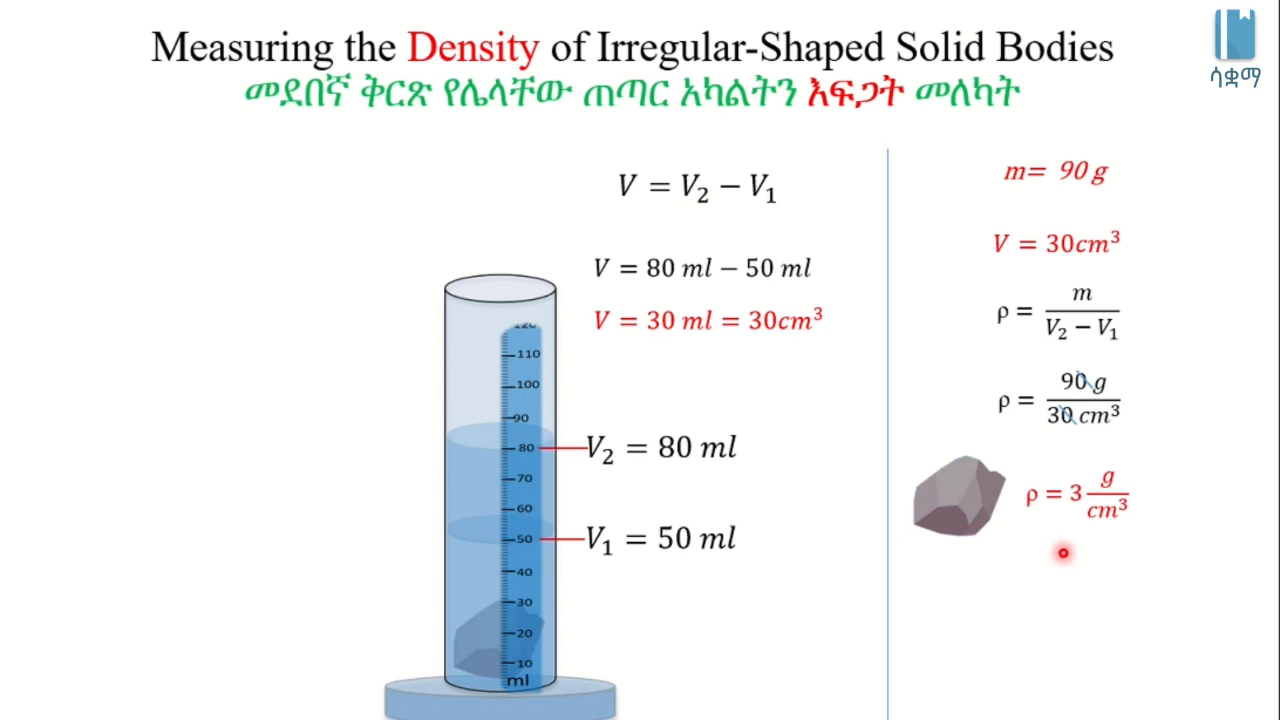 Measuring the Density of Irregular-Shaped Solid Bodies
መደበኛ ቅርጽ የሌላቸው ጠጣር አካልትን እፍጋት መለካት
ሳቋማ
V = V₂ − V₁
V = 80 ml − 50 ml
V = 30 ml = 30cm³
120
110
100
90
80
70
60
50
40
30
20
10
ml
V₂ = 80 ml
V₁ = 50 ml
m= 90 g
V = 30cm³
ρ = m / (V₂ − V₁)
ρ = 90 g / 30 cm³
ρ = 3 g/cm³